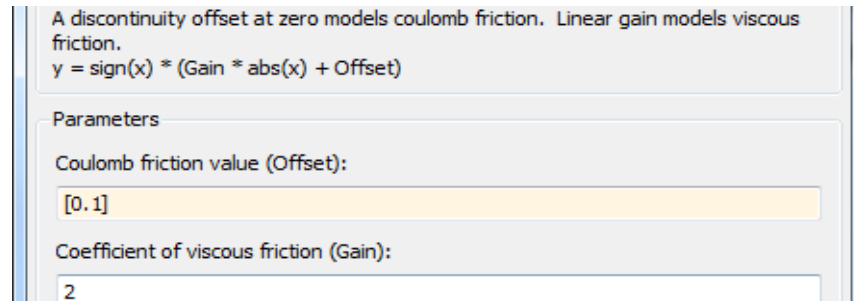 A discontinuity offset at zero models coulomb friction.  Linear gain models viscous
friction.
y = sign(x) * (Gain * abs(x) + Offset)
Parameters
Coulomb friction value (Offset):
[0.1]
Coefficient of viscous friction (Gain):
2